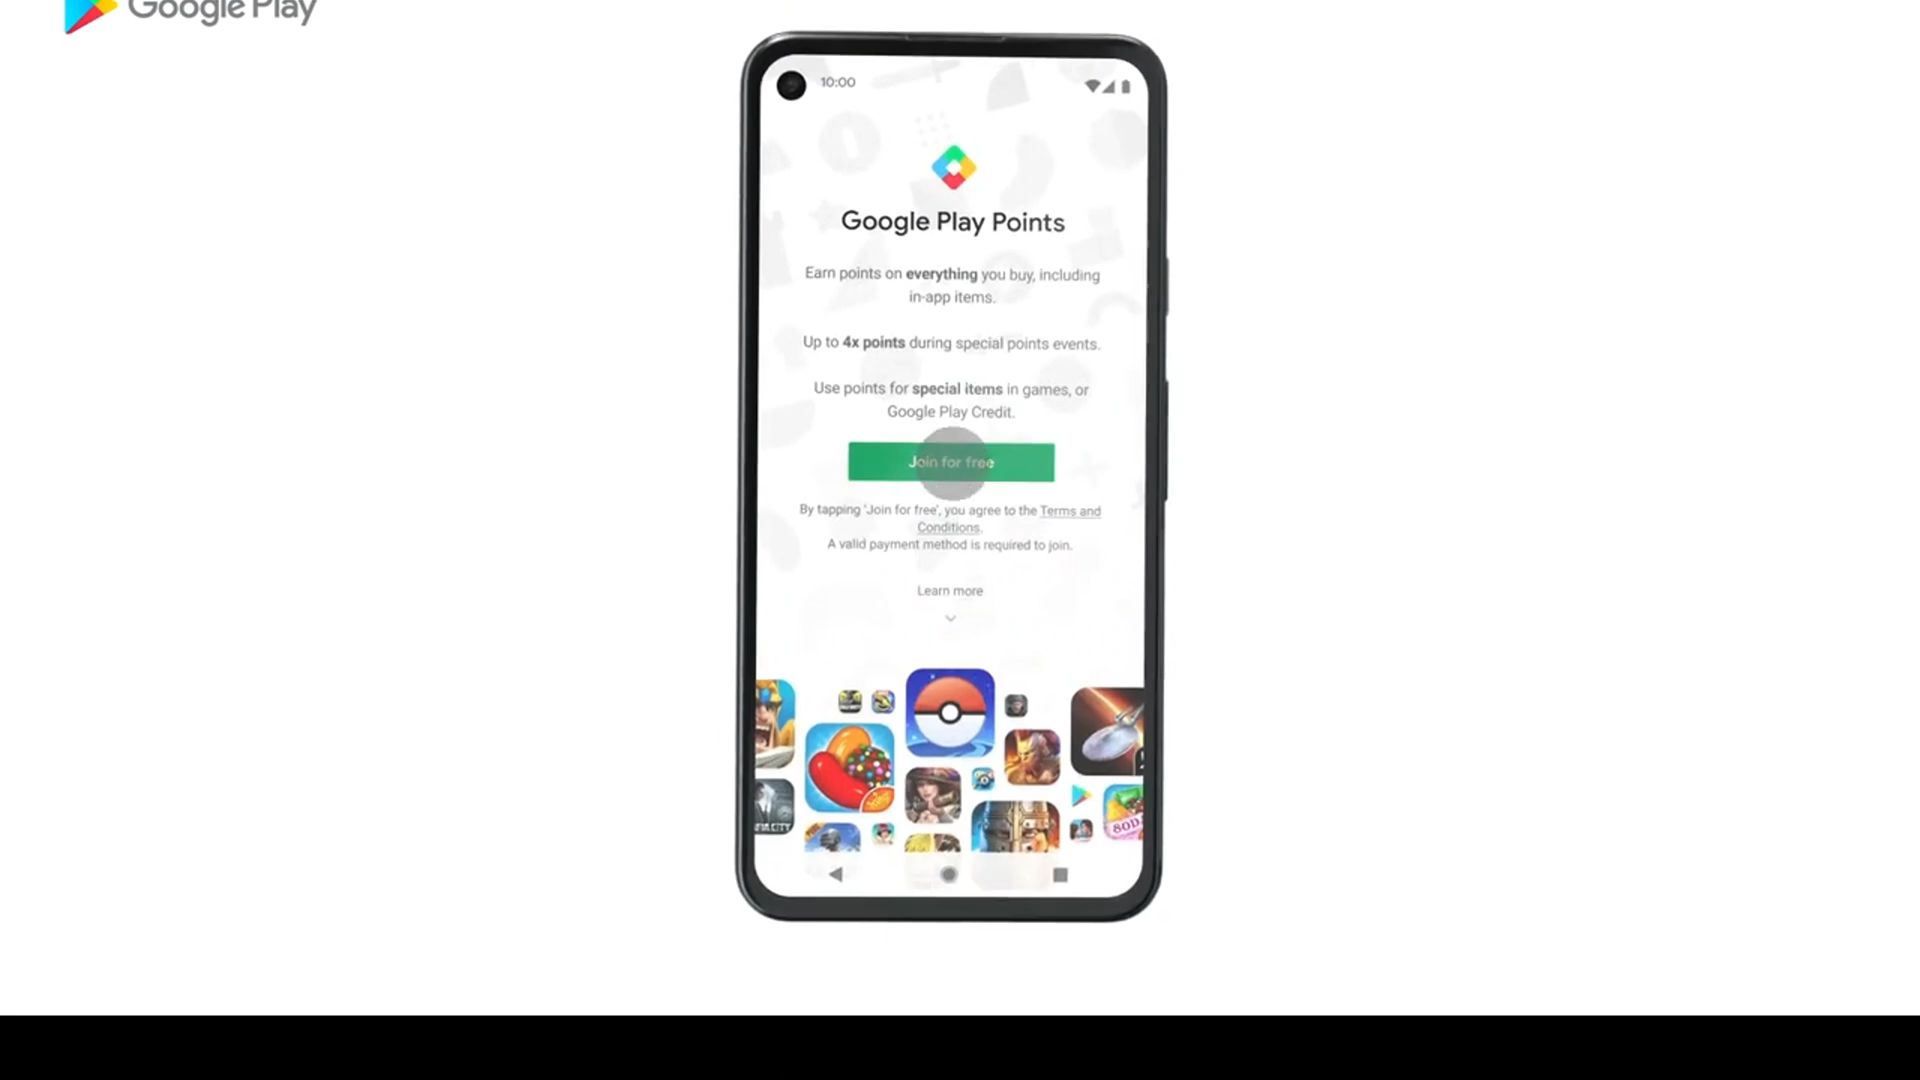 Google Play
10:00
Google Play Points
Earn points on everything you buy, including
in-app items.
Up to 4x points during special points events.
Use points for special items in games, or
Google Play Credit.
Join for free
By tapping 'Join for free', you agree to the Terms and
Conditions.
A valid payment method is required to join.
Learn more
SODA